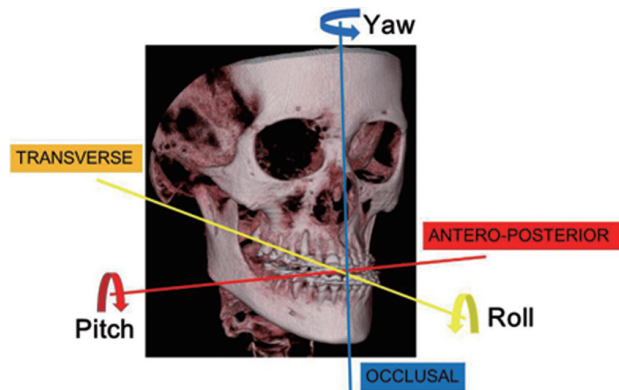 Yaw
TRANSVERSE
ANTERO-POSTERIOR
Pitch
Roll
OCCLUSAL